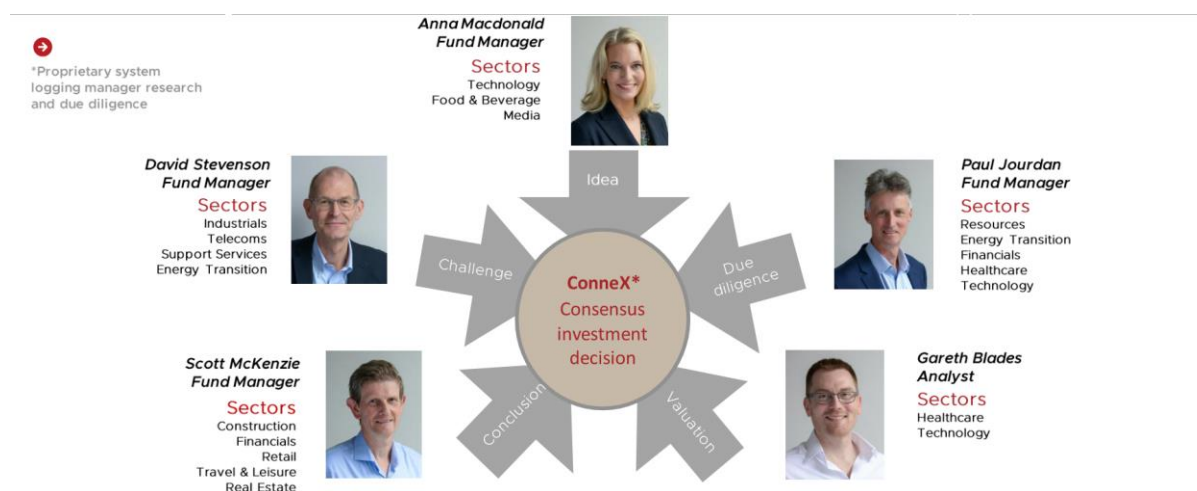 Anna Macdonald
Fund Manager
Sectors
Technology
Food & Beverage
Media
*Proprietary system
logging manager research
and due diligence
David Stevenson
Fund Manager
Sectors
Industrials
Telecoms
Support Services
Energy Transition
Idea
Paul Jourdan
Fund Manager
Sectors
Resources
Energy Transition
Financials
Healthcare
Technology
Challenge
Due
diligence
ConneX*
Consensus
investment
decision
Scott McKenzie
Fund Manager
Sectors
Construction
Financials
Retail
Travel & Leisure
Real Estate
Conclusion
Valuation
Gareth Blades
Analyst
Sectors
Healthcare
Technology